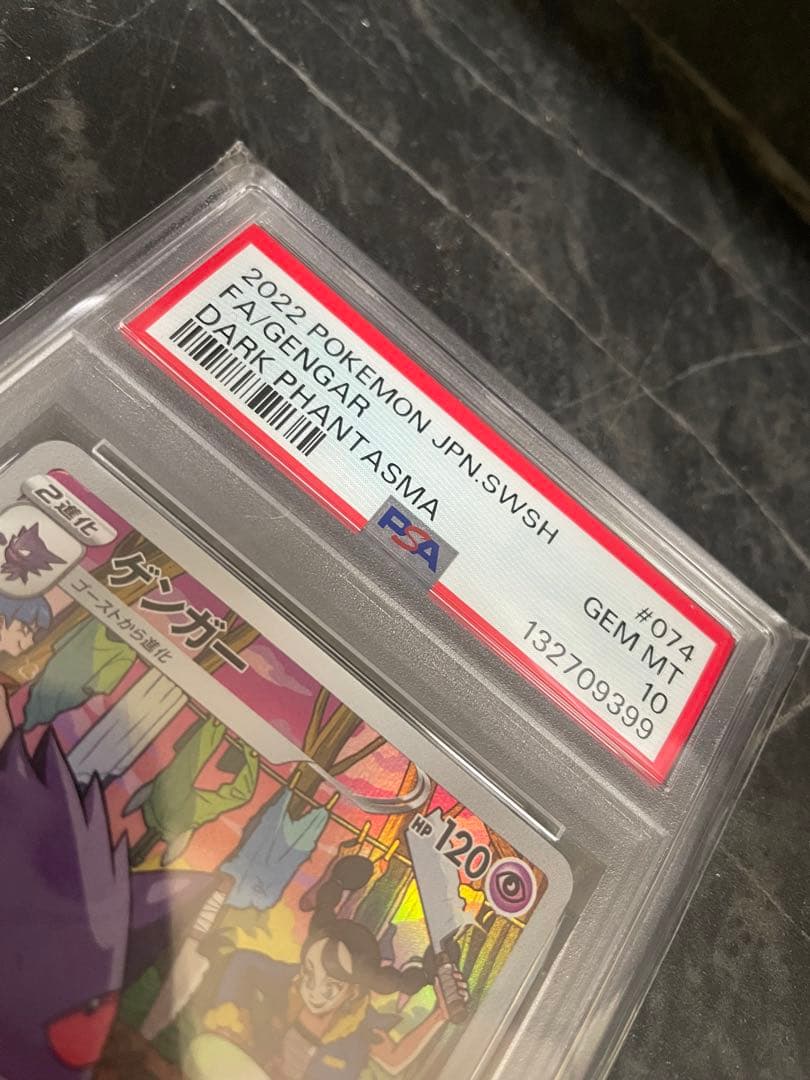 2022 POKEMON JPN.SWSH
FA/GENGAR
DARK PHANTASMA
#074
GEM MT
10
132709399
PSA
2進化
ゲンガー
ゴーストから進化
HP 120